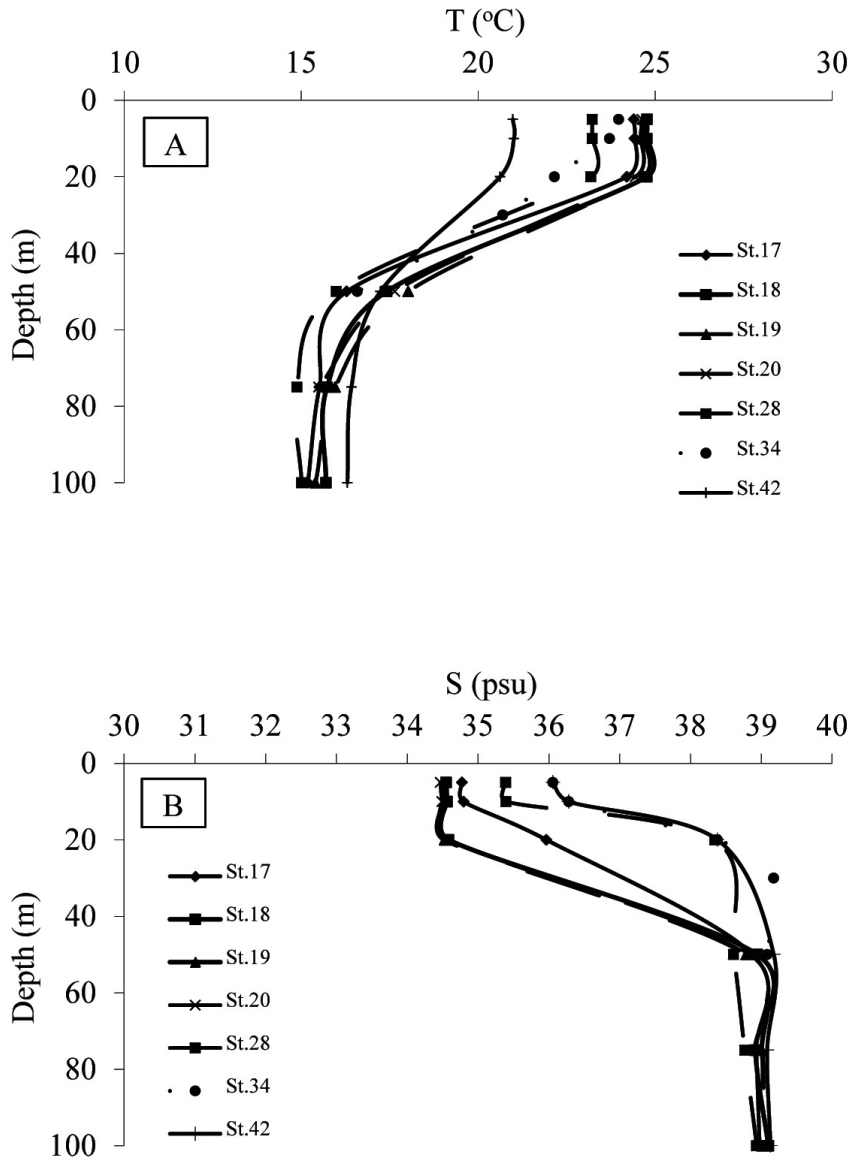 T (°C)
10 15 20 25 30
0
20
40
60
80
100
Depth (m)
A
St.17
St.18
St.19
St.20
St.28
St.34
St.42
S (psu)
30 31 32 33 34 35 36 37 38 39 40
0
20
40
60
80
100
Depth (m)
B
St.17
St.18
St.19
St.20
St.28
St.34
St.42